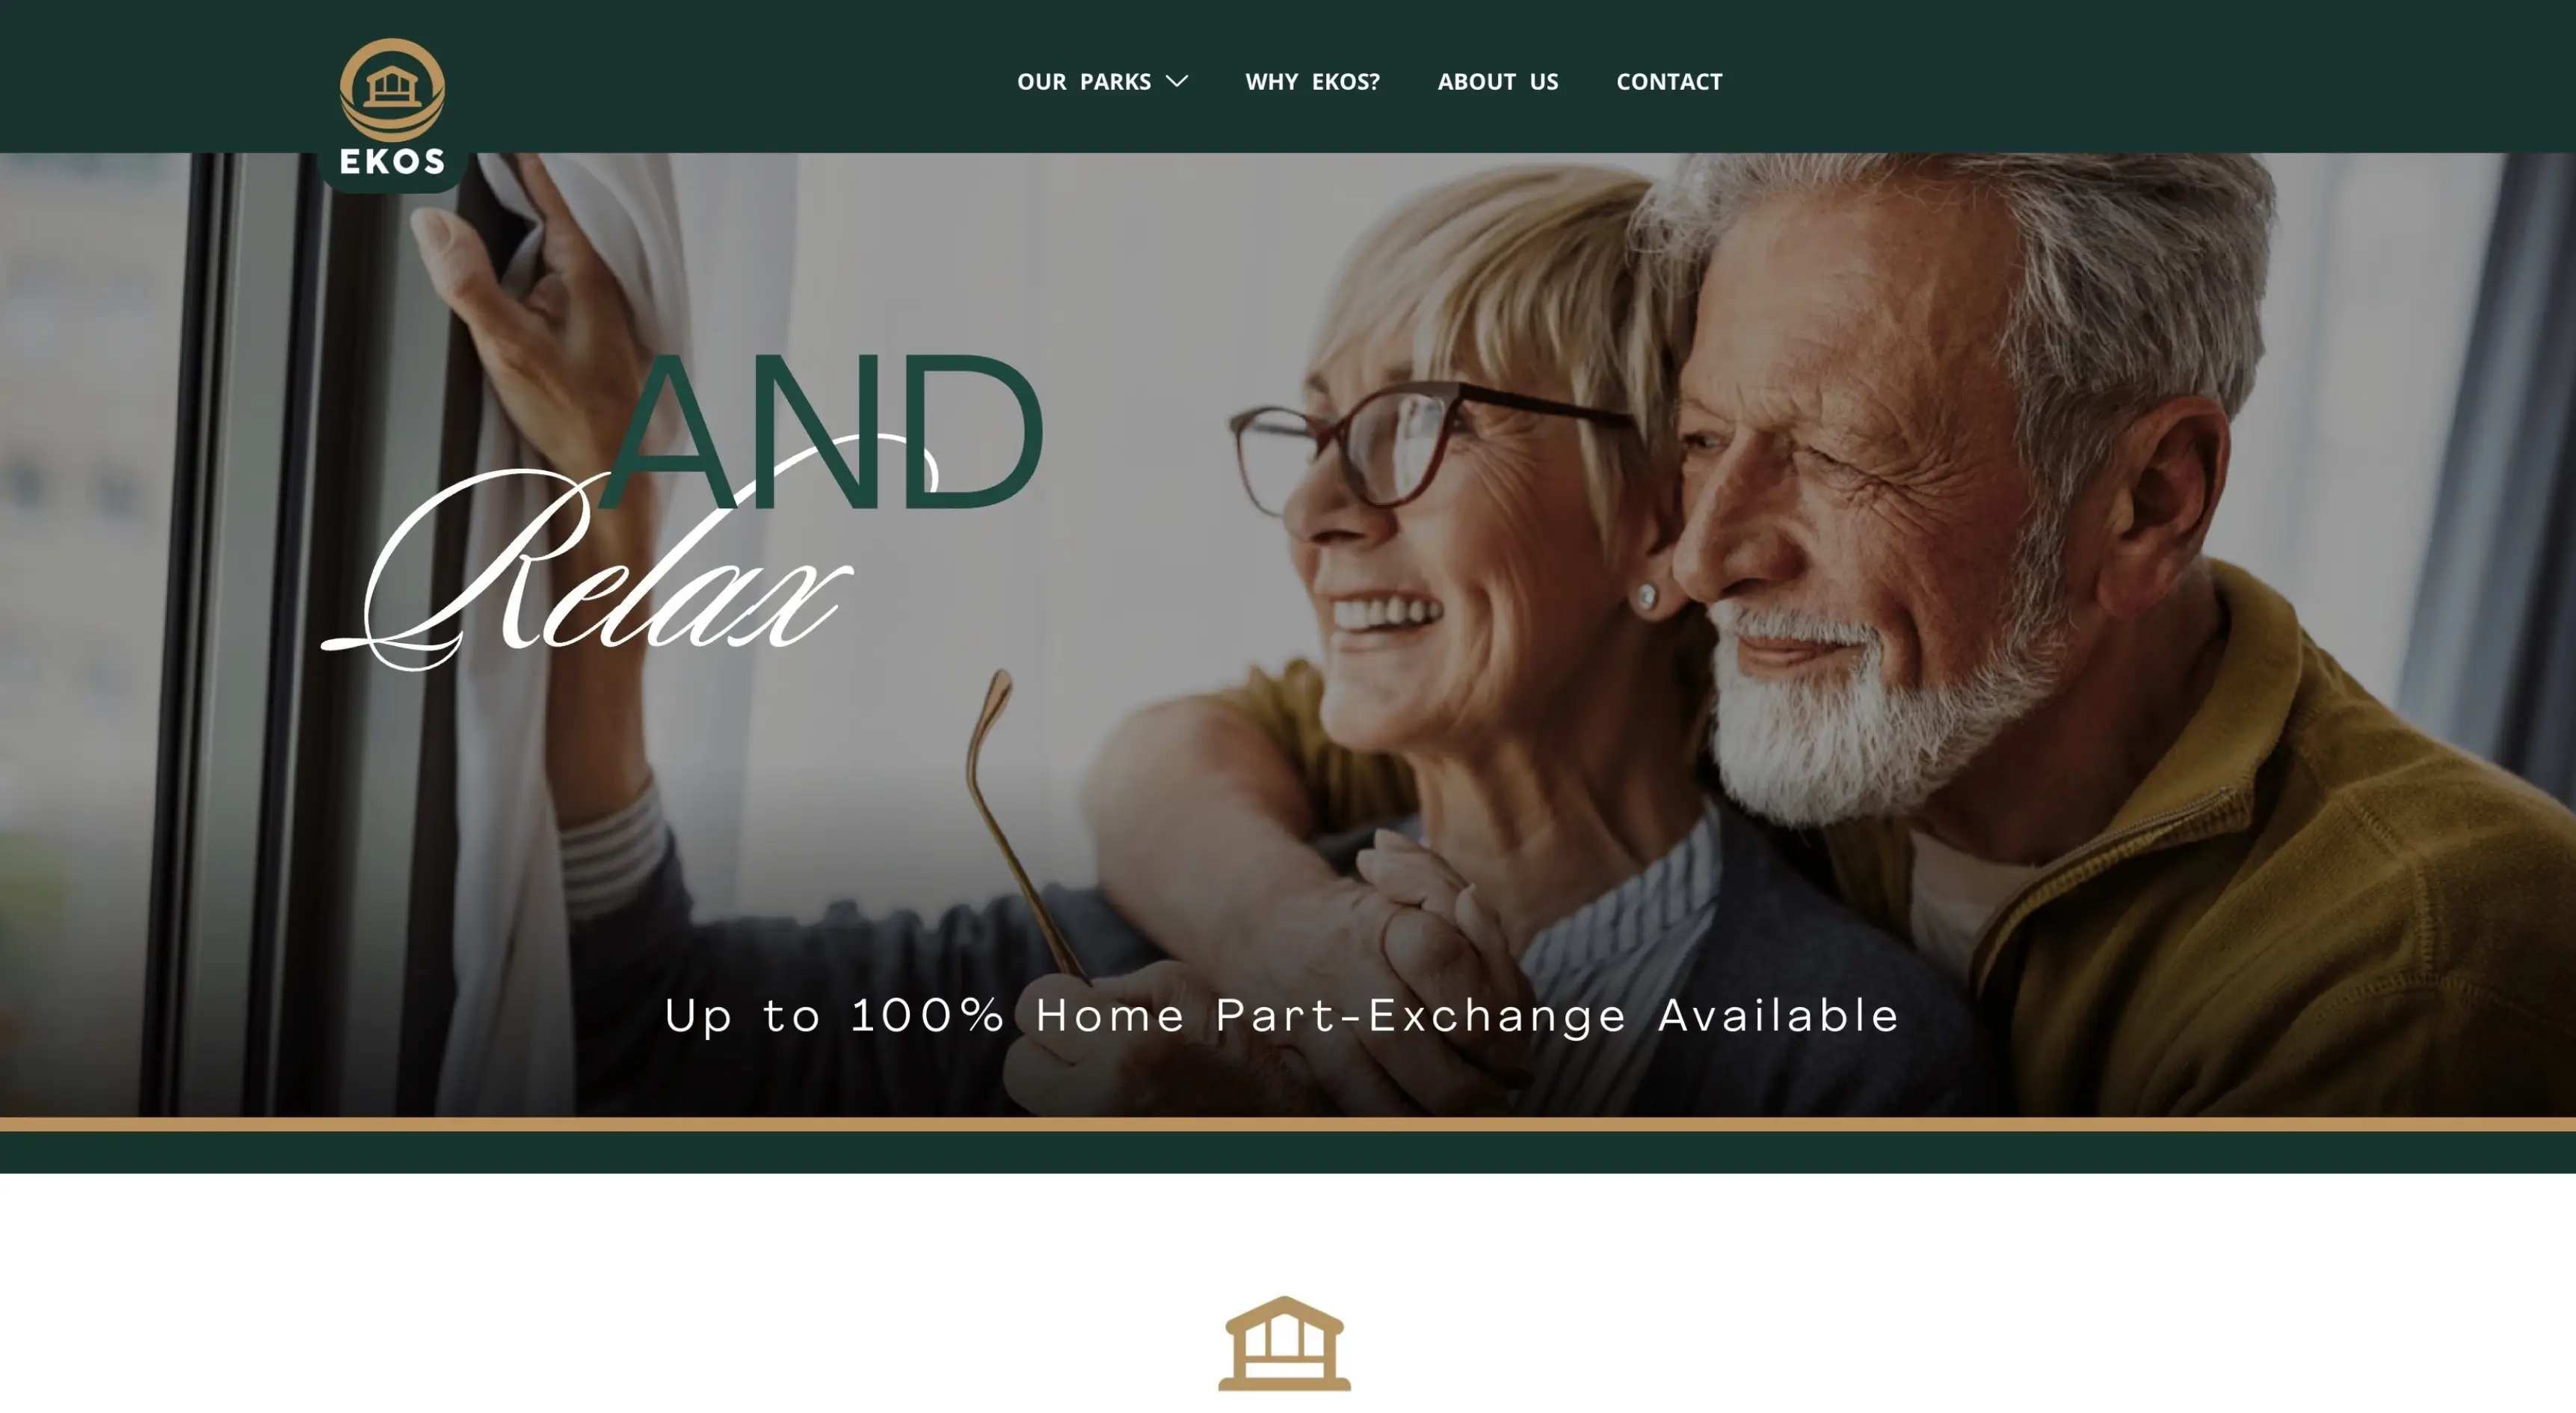 EKOS
OUR PARKS
WHY EKOS?
ABOUT US
CONTACT
AND
Relax
Up to 100% Home Part-Exchange Available